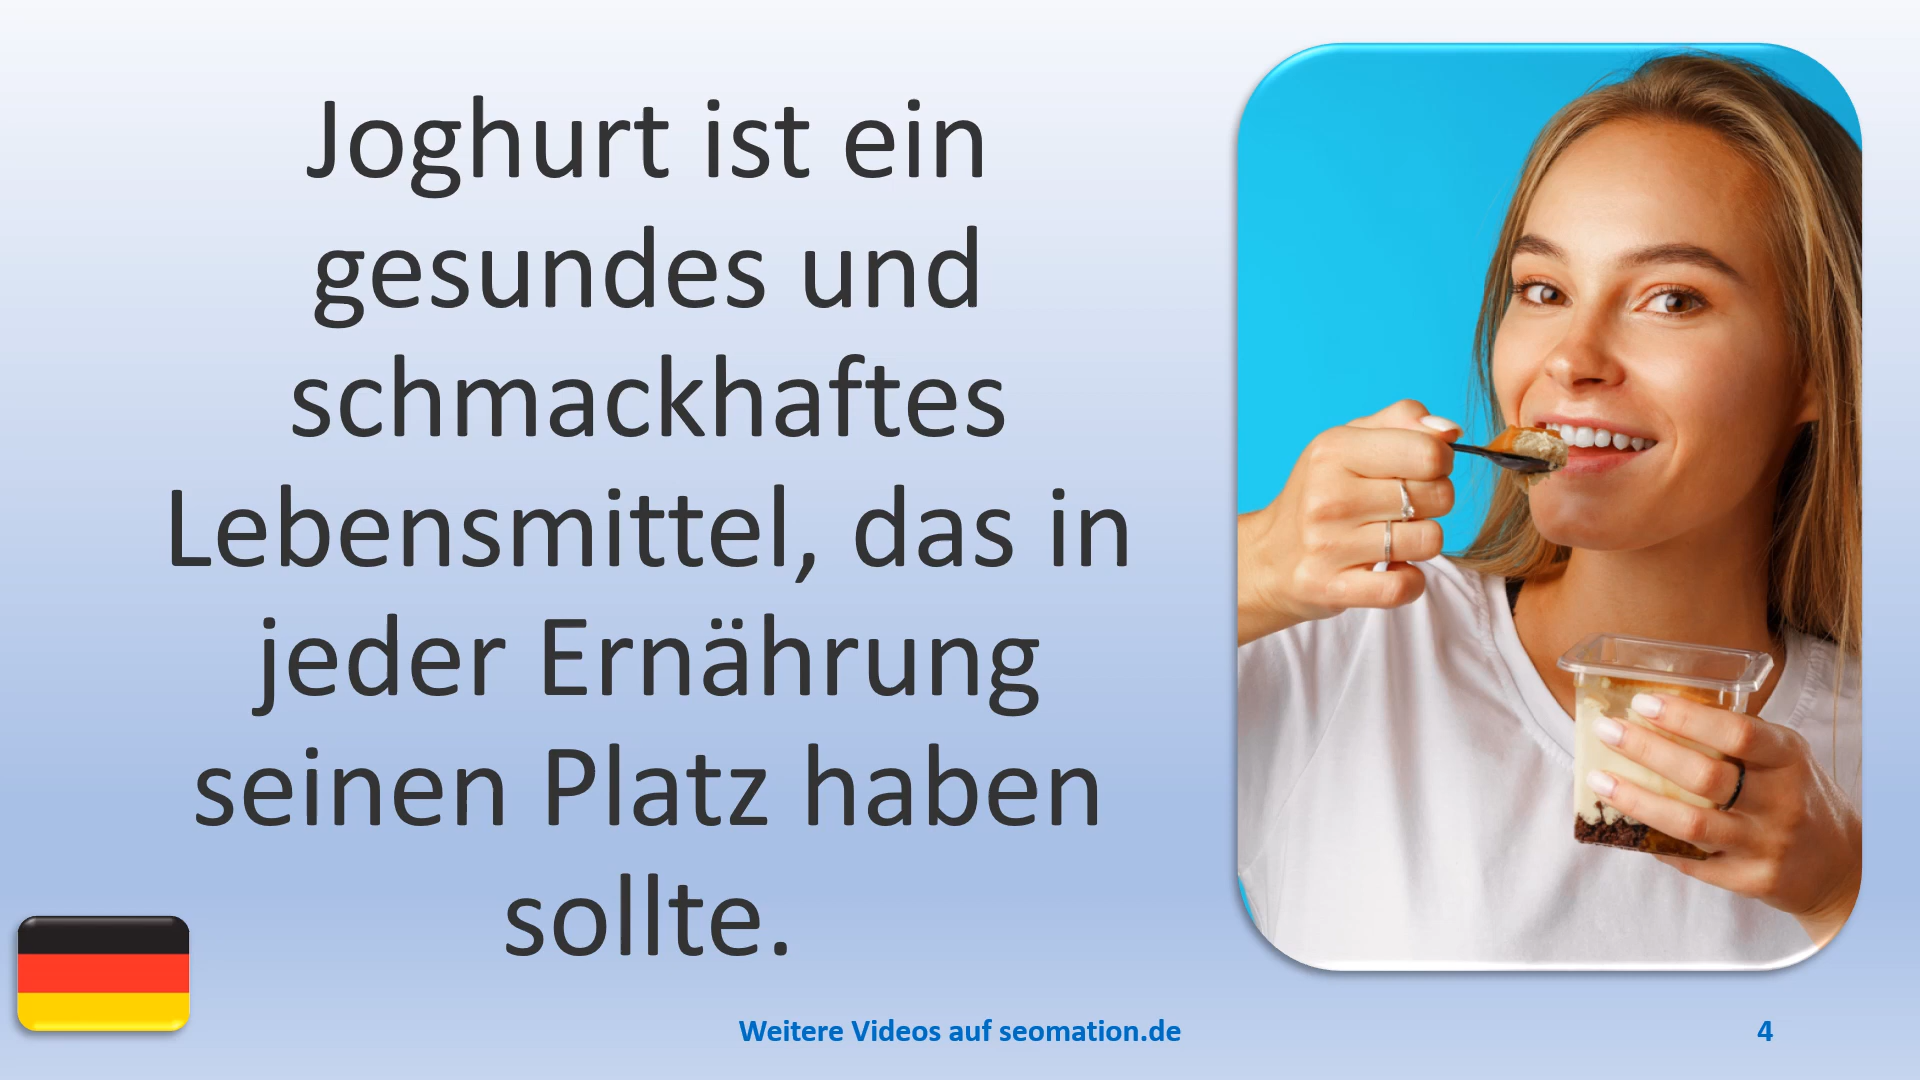 Joghurt ist ein
gesundes und
schmackhaftes
Lebensmittel, das in
jeder Ernährung
seinen Platz haben
sollte.
Weitere Videos auf seomation.de
4